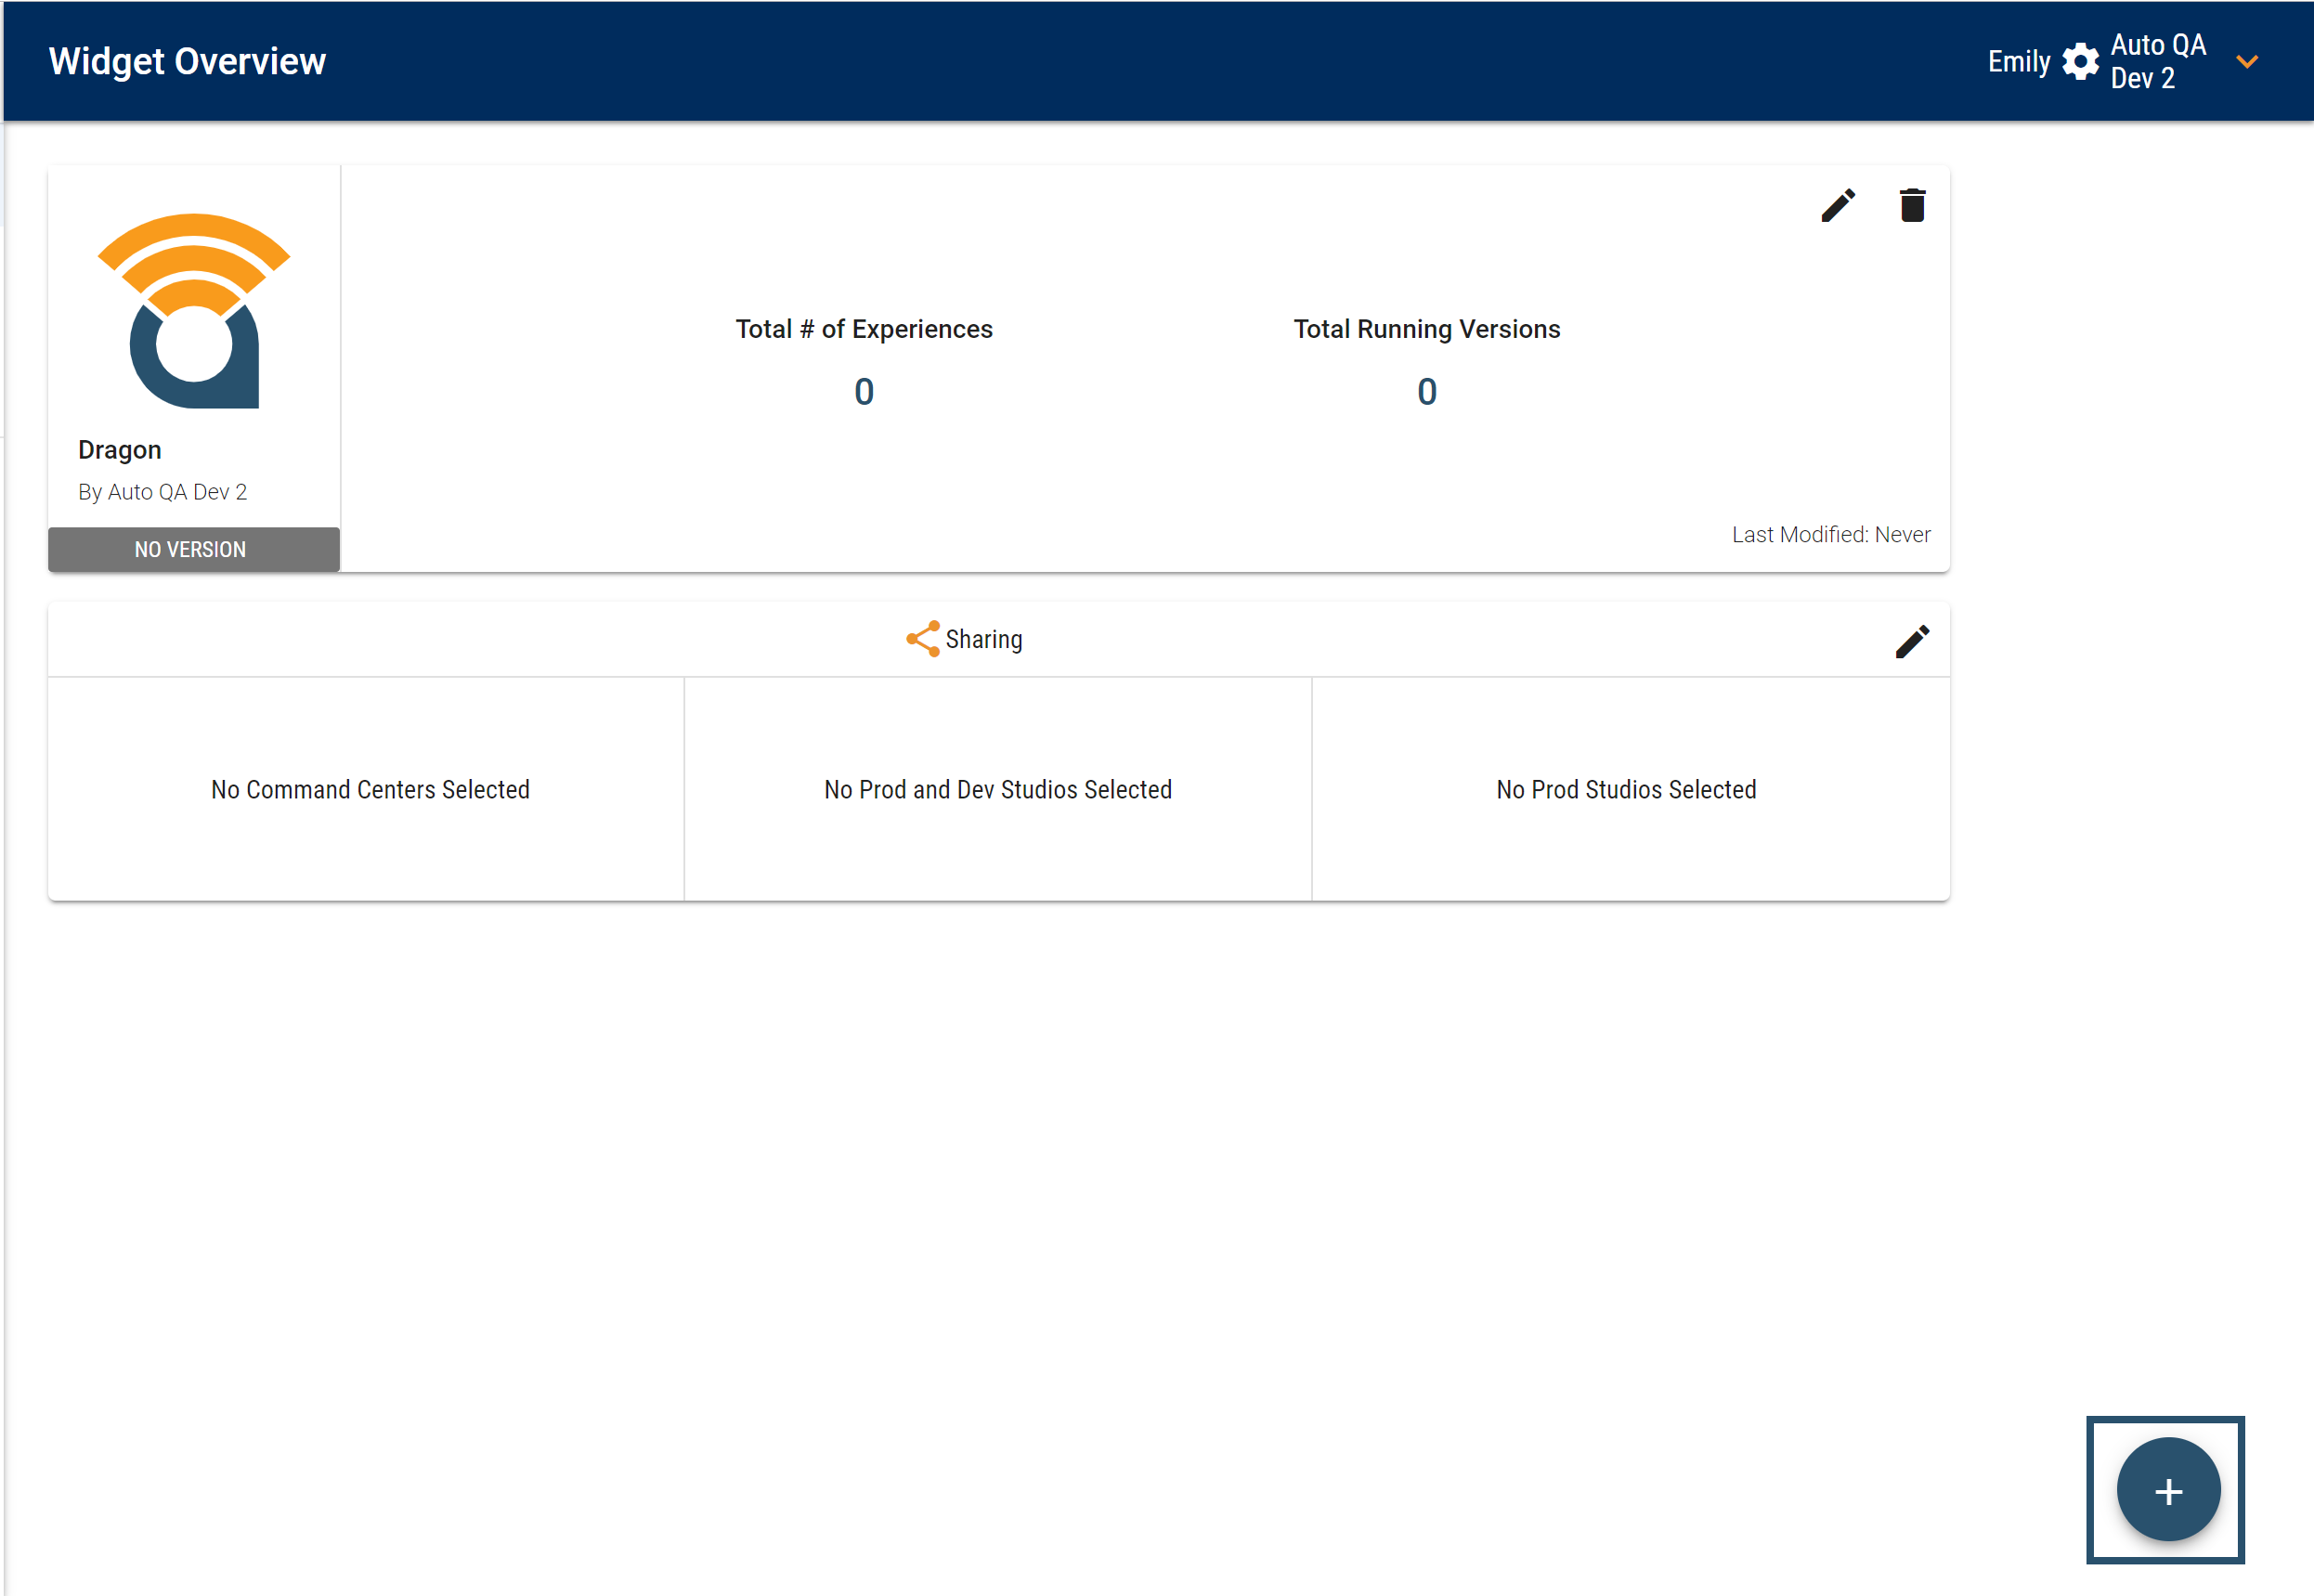 Widget Overview
Emily
Auto QA
Dev 2
Total # of Experiences
0
Total Running Versions
0
Dragon
By Auto QA Dev 2
NO VERSION
Last Modified: Never
Sharing
No Command Centers Selected
No Prod and Dev Studios Selected
No Prod Studios Selected